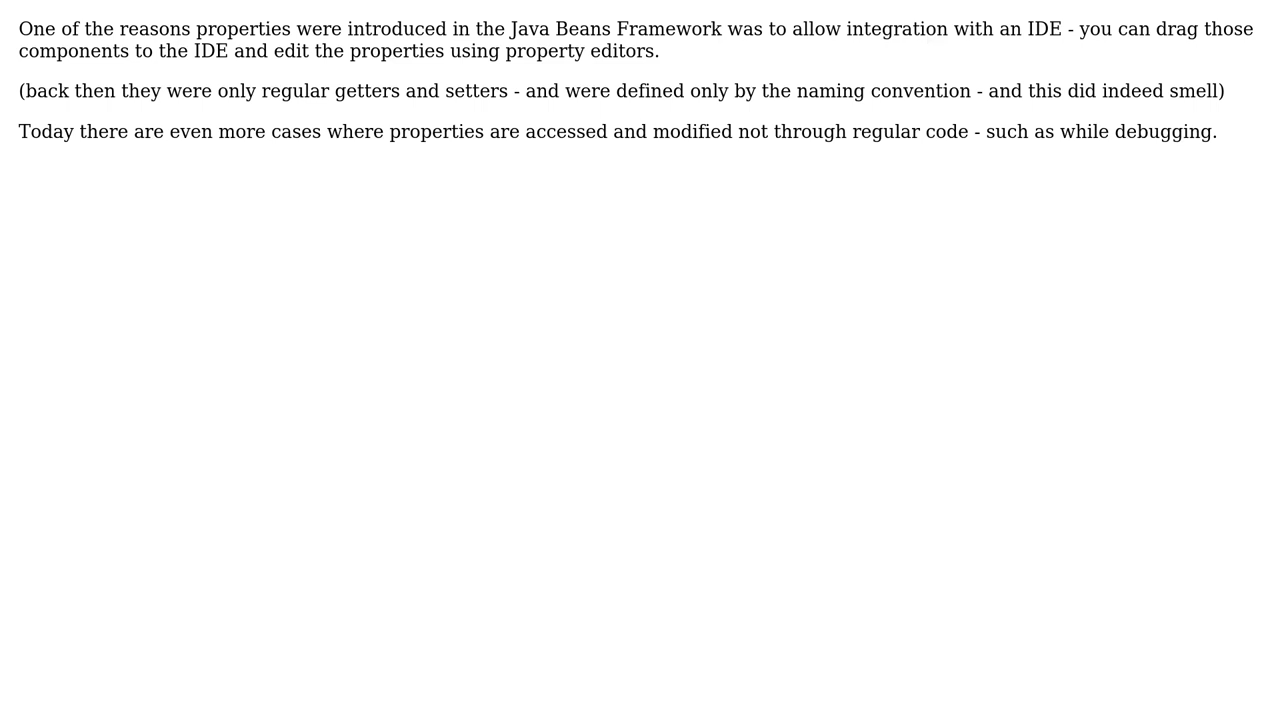 One of the reasons properties were introduced in the Java Beans Framework was to allow integration with an IDE - you can drag those
components to the IDE and edit the properties using property editors.
(back then they were only regular getters and setters - and were defined only by the naming convention - and this did indeed smell)
Today there are even more cases where properties are accessed and modified not through regular code - such as while debugging.